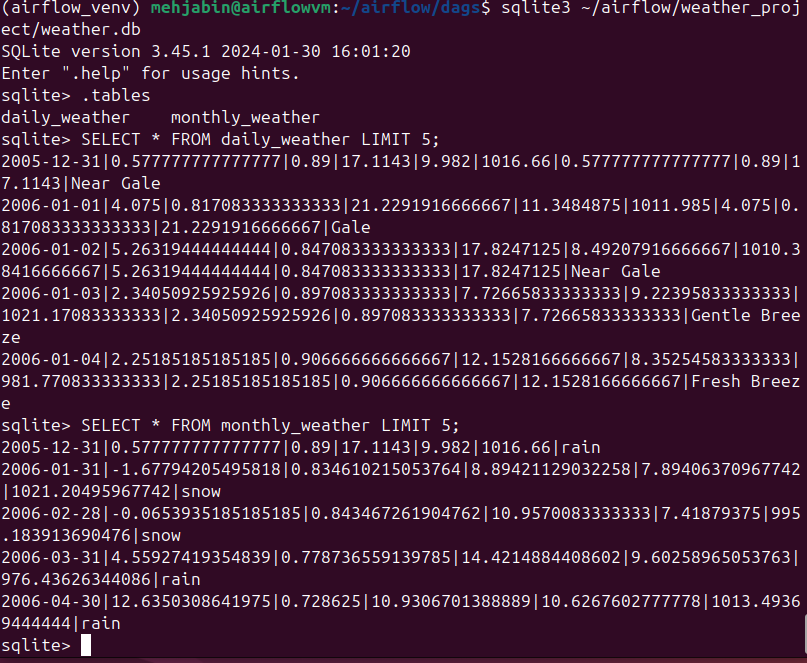 (airflow_venv) mehjabin@airflowvm:~/airflow/dags$ sqlite3 ~/airflow/weather_proj
ect/weather.db
SQLite version 3.45.1 2024-01-30 16:01:20
Enter ".help" for usage hints.
sqlite> .tables
daily_weather    monthly_weather
sqlite> SELECT * FROM daily_weather LIMIT 5;
2005-12-31|0.577777777777777|0.89|17.1143|9.982|1016.66|0.577777777777777|0.89|1
7.1143|Near Gale
2006-01-01|4.075|0.817083333333333|21.2291916666667|11.3484875|1011.985|4.075|0.
817083333333333|21.2291916666667|Gale
2006-01-02|5.26319444444444|0.847083333333333|17.8247125|8.49207916666667|1010.3
8416666667|5.26319444444444|0.847083333333333|17.8247125|Near Gale
2006-01-03|2.34050925925926|0.897083333333333|7.72665833333333|9.22395833333333|
1021.17083333333|2.34050925925926|0.897083333333333|7.72665833333333|Gentle Bree
ze
2006-01-04|2.25185185185185|0.906666666666667|12.1528166666667|8.35254583333333|
981.770833333333|2.25185185185185|0.906666666666667|12.1528166666667|Fresh Breez
e
sqlite> SELECT * FROM monthly_weather LIMIT 5;
2005-12-31|0.577777777777777|0.89|17.1143|9.982|1016.66|rain
2006-01-31|-1.67794205495818|0.834610215053764|8.89421129032258|7.89406370967742
|1021.20495967742|snow
2006-02-28|-0.0653935185185185|0.843467261904762|10.9570083333333|7.41879375|995
.183913690476|snow
2006-03-31|4.55927419354839|0.778736559139785|14.4214884408602|9.60258965053763|
976.43626344086|rain
2006-04-30|12.6350308641975|0.728625|10.9306701388889|10.6267602777778|1013.4936
9444444|rain
sqlite>